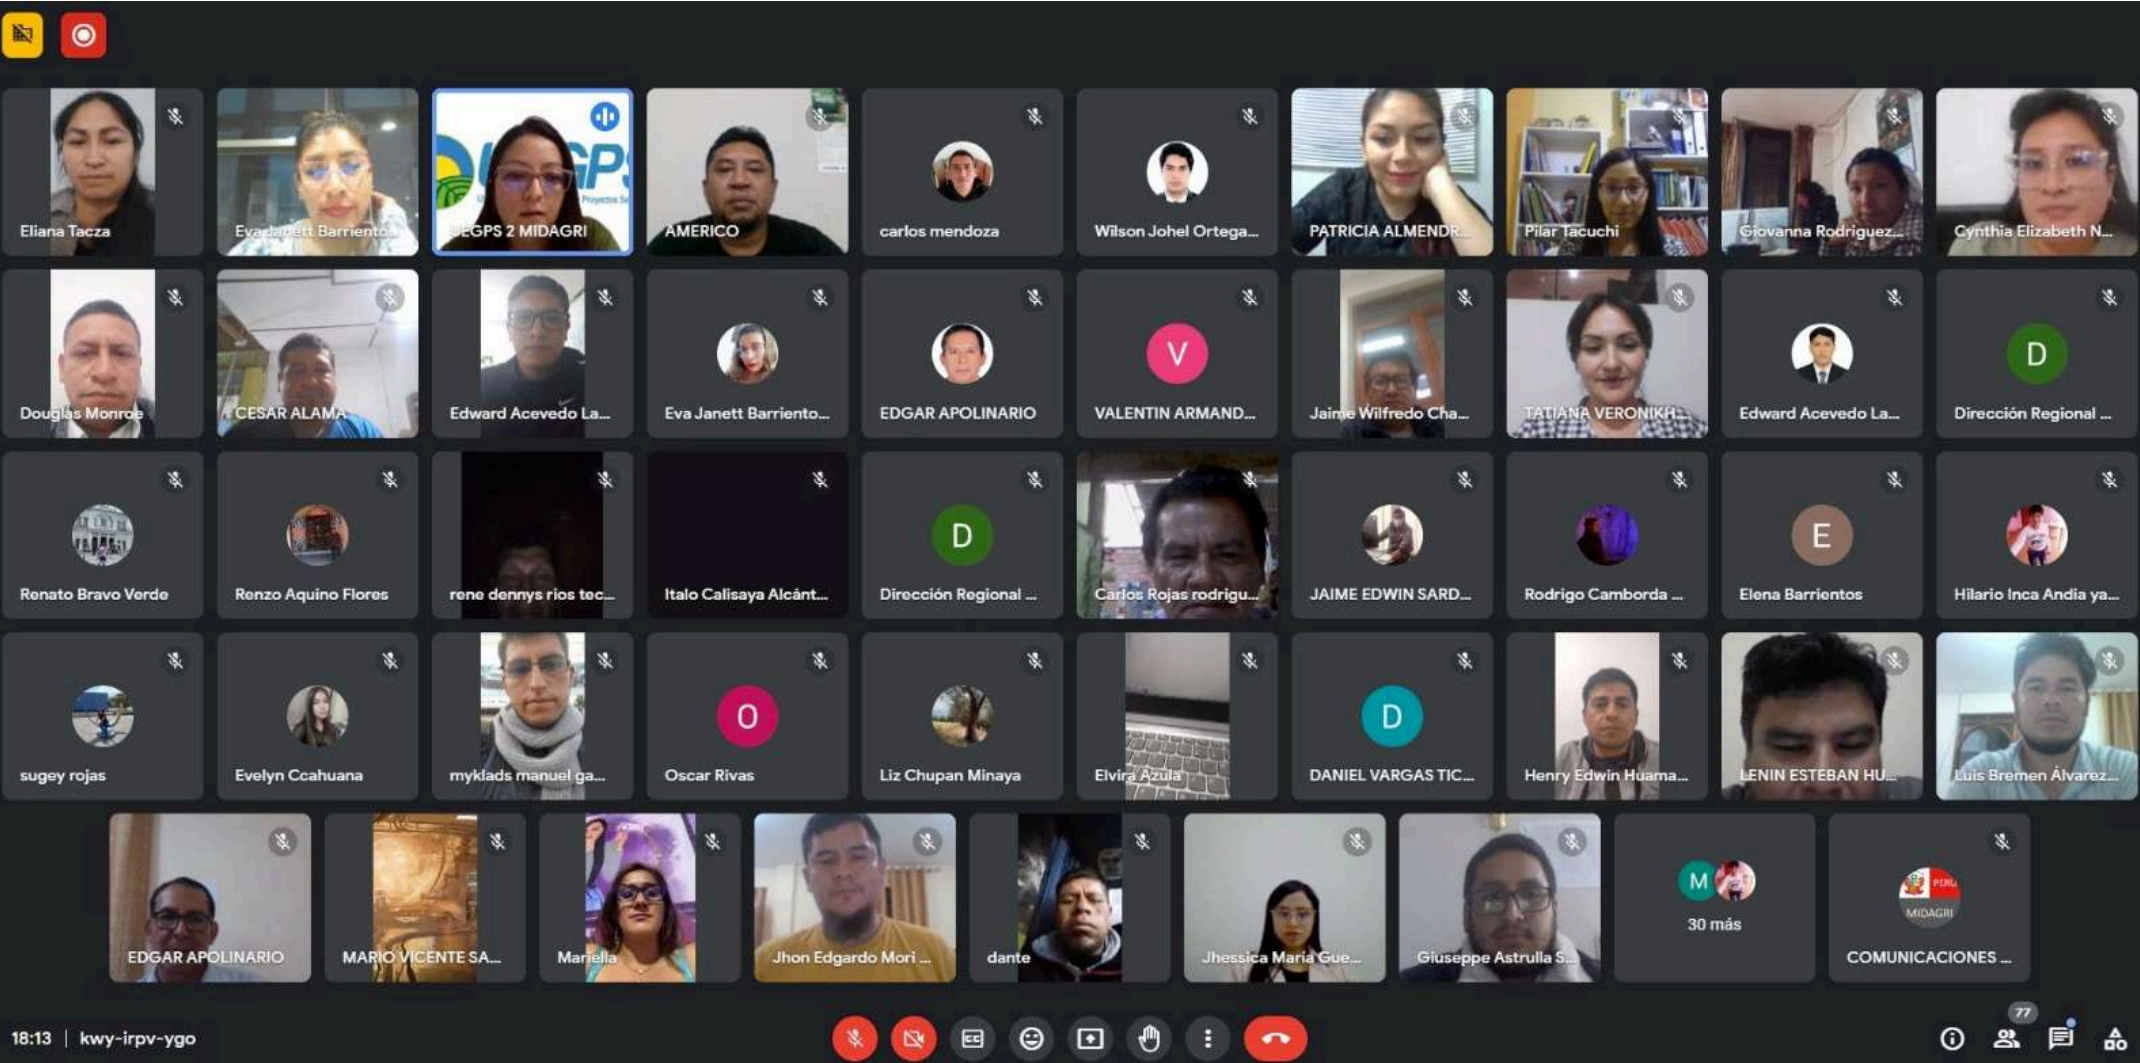 Eliana Tacza
Eva Janett Barriento...
UEGPS 2 MIDAGRI
AMERICO
carlos mendoza
Wilson Johel Ortega...
PATRICIA ALMENDR...
Pilar Tacuchi
Giovanna Rodriguez...
Cynthia Elizabeth N...
Douglas Monroe
CESAR ALAMA
Edward Acevedo La...
Eva Janett Barriento...
EDGAR APOLINARIO
V
VALENTIN ARMAND...
Jaime Wilfredo Cha...
TATIANA VERONIKH...
Edward Acevedo La...
D
Dirección Regional ...
Renato Bravo Verde
Renzo Aquino Flores
rene dennys rios tec...
Italo Calisaya Alcánt...
D
Dirección Regional ...
Carlos Rojas rodrigu...
JAIME EDWIN SARD...
Rodrigo Camborda ...
E
Elena Barrientos
Hilario Inca Andia ya...
sugey rojas
Evelyn Ccahuana
myklads manuel ga...
O
Oscar Rivas
Liz Chupan Minaya
Elvira Azula
D
DANIEL VARGAS TIC...
Henry Edwin Huama...
LENIN ESTEBAN HU...
Luis Bremen Álvarez...
EDGAR APOLINARIO
MARIO VICENTE SA...
Mariella
Jhon Edgardo Mori ...
dante
Jhessica María Gue...
Giuseppe Astrulla S...
M
30 más
PERÚ
MIDAGRI
COMUNICACIONES ...
18:13 | kwy-irpv-ygo
CC
77